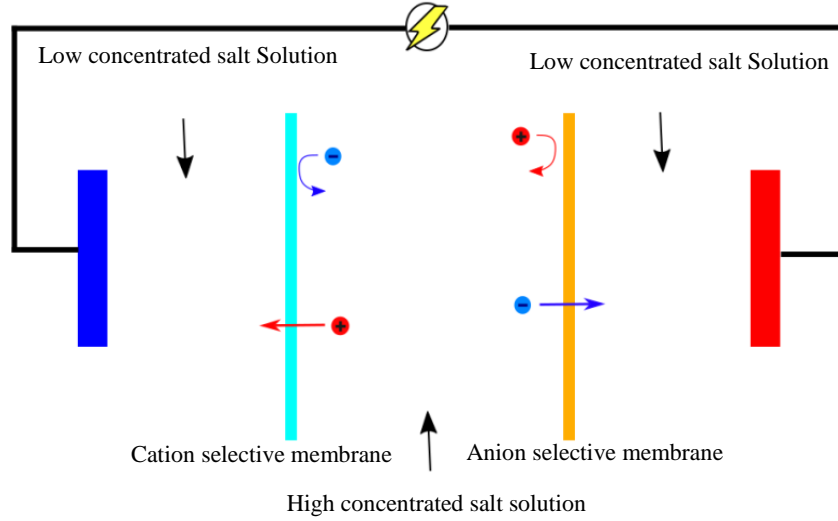 Low concentrated salt Solution
Low concentrated salt Solution
−
+
−
+
Cation selective membrane
Anion selective membrane
High concentrated salt solution